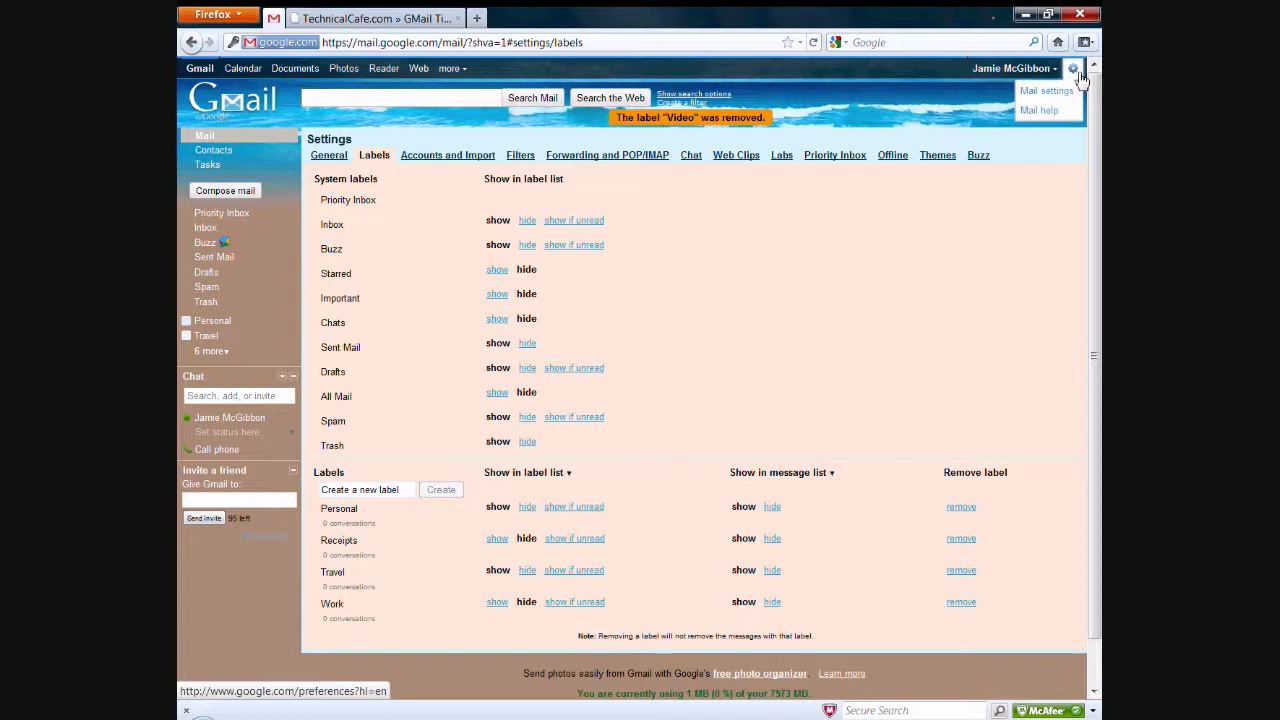 Firefox
TechnicalCafe.com » GMail Ti...
google.com https://mail.google.com/mail/?shva=1#settings/labels
Google
Gmail Calendar Documents Photos Reader Web more
Jamie McGibbon
Mail settings
Mail help
Gmail
by Google
Search Mail
Search the Web
Show search options
Create a filter
The label "Video" was removed.
Mail
Contacts
Tasks
Compose mail
Priority Inbox
Inbox
Buzz
Sent Mail
Drafts
Spam
Trash
Personal
Travel
6 more
Chat
Search, add, or invite
Jamie McGibbon
Set status here
Call phone
Invite a friend
Give Gmail to:
Send Invite 95 left
Settings
General Labels Accounts and Import Filters Forwarding and POP/IMAP Chat Web Clips Labs Priority Inbox Offline Themes Buzz
System labels Show in label list
Priority Inbox
Inbox show hide show if unread
Buzz show hide show if unread
Starred show hide
Important show hide
Chats show hide
Sent Mail show hide
Drafts show hide show if unread
All Mail show hide
Spam show hide show if unread
Trash show hide
Labels Show in label list Show in message list Remove label
Create a new label Create
Personal show hide show if unread show hide remove
0 conversations
Receipts show hide show if unread show hide remove
0 conversations
Travel show hide show if unread show hide remove
0 conversations
Work show hide show if unread show hide remove
0 conversations
Note: Removing a label will not remove the messages with that label.
Send photos easily from Gmail with Google's free photo organizer. Learn more
You are currently using 1 MB (0 %) of your 7573 MB.
http://www.google.com/preferences?hl=en
Secure Search
McAfee